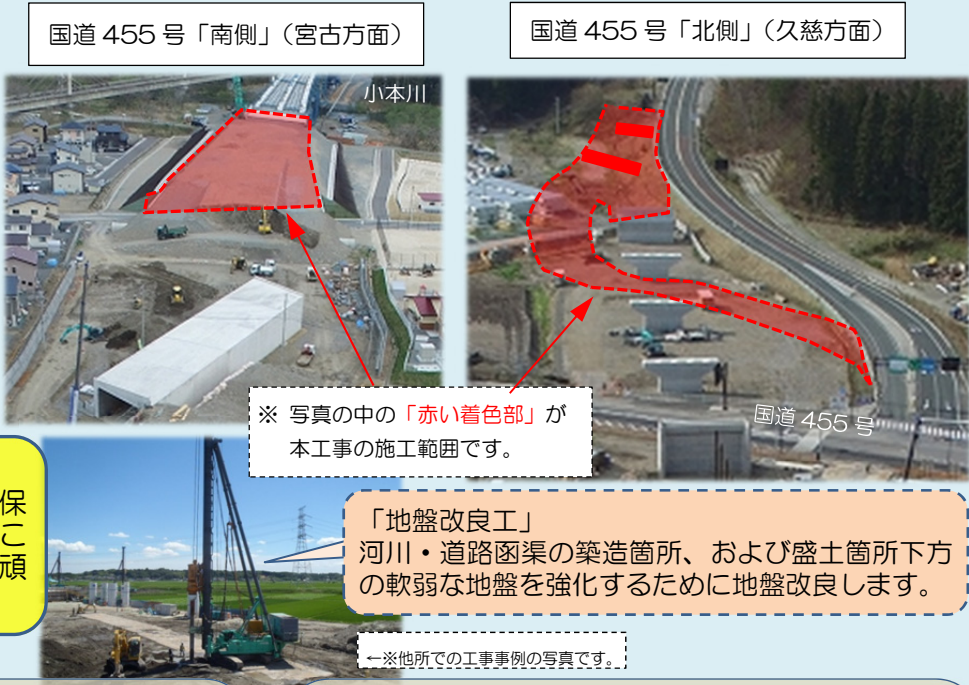 国道 455 号「南側」（宮古方面）
国道 455 号「北側」（久慈方面）
小本川
国道 455 号
※ 写真の中の「赤い着色部」が
本工事の施工範囲です。
保
こ
頑
「地盤改良工」
河川・道路函渠の築造箇所、および盛土箇所下方
の軟弱な地盤を強化するために地盤改良します。
←※他所での工事事例の写真です。